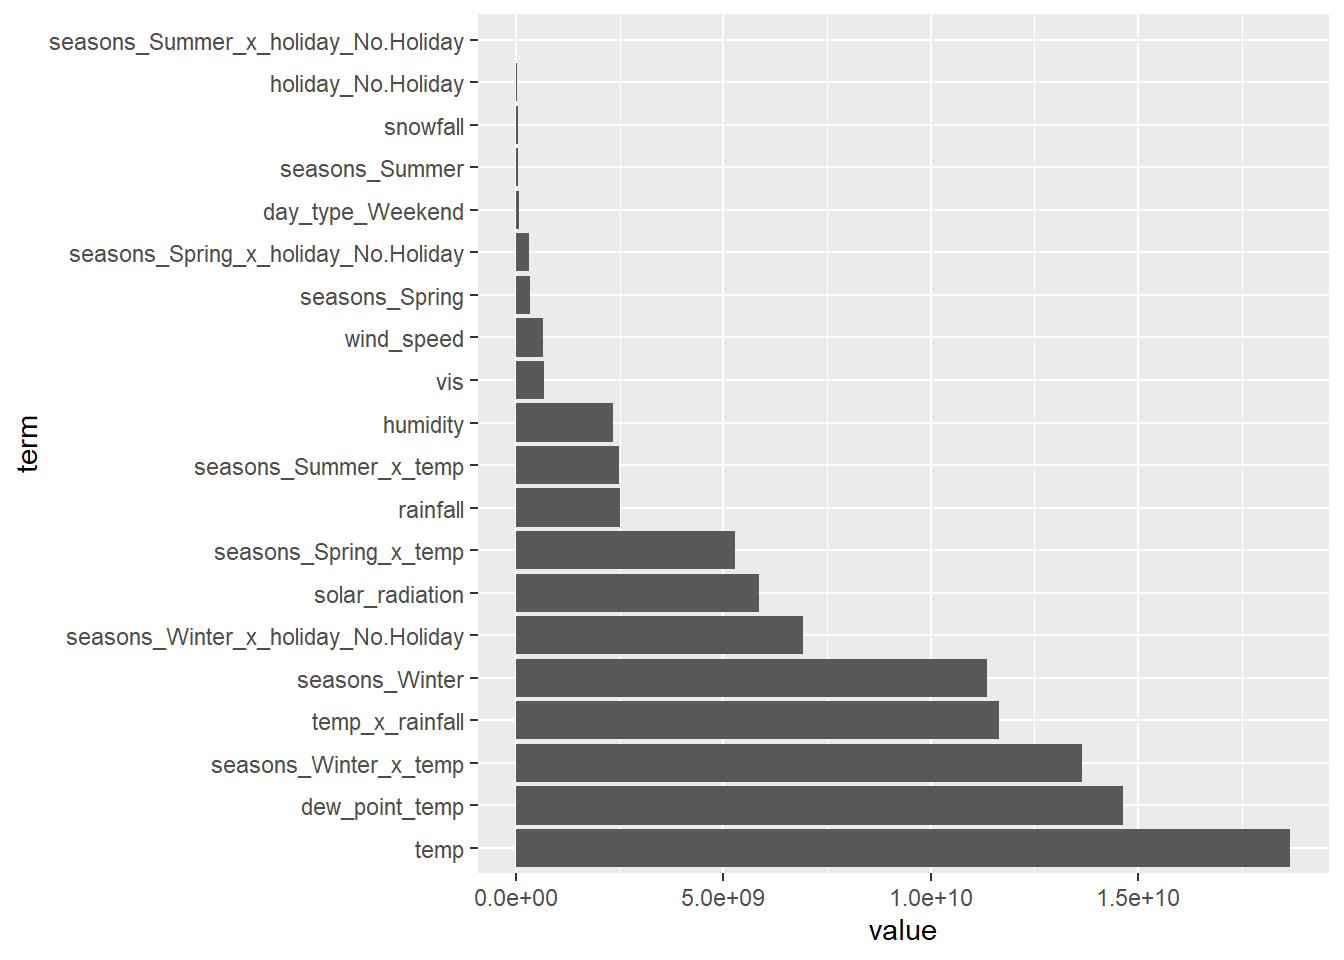 seasons_Summer_x_holiday_No.Holiday
holiday_No.Holiday
snowfall
seasons_Summer
day_type_Weekend
seasons_Spring_x_holiday_No.Holiday
seasons_Spring
wind_speed
vis
humidity
seasons_Summer_x_temp
rainfall
seasons_Spring_x_temp
solar_radiation
seasons_Winter_x_holiday_No.Holiday
seasons_Winter
temp_x_rainfall
seasons_Winter_x_temp
dew_point_temp
temp
term
0.0e+00 5.0e+09 1.0e+10 1.5e+10
value